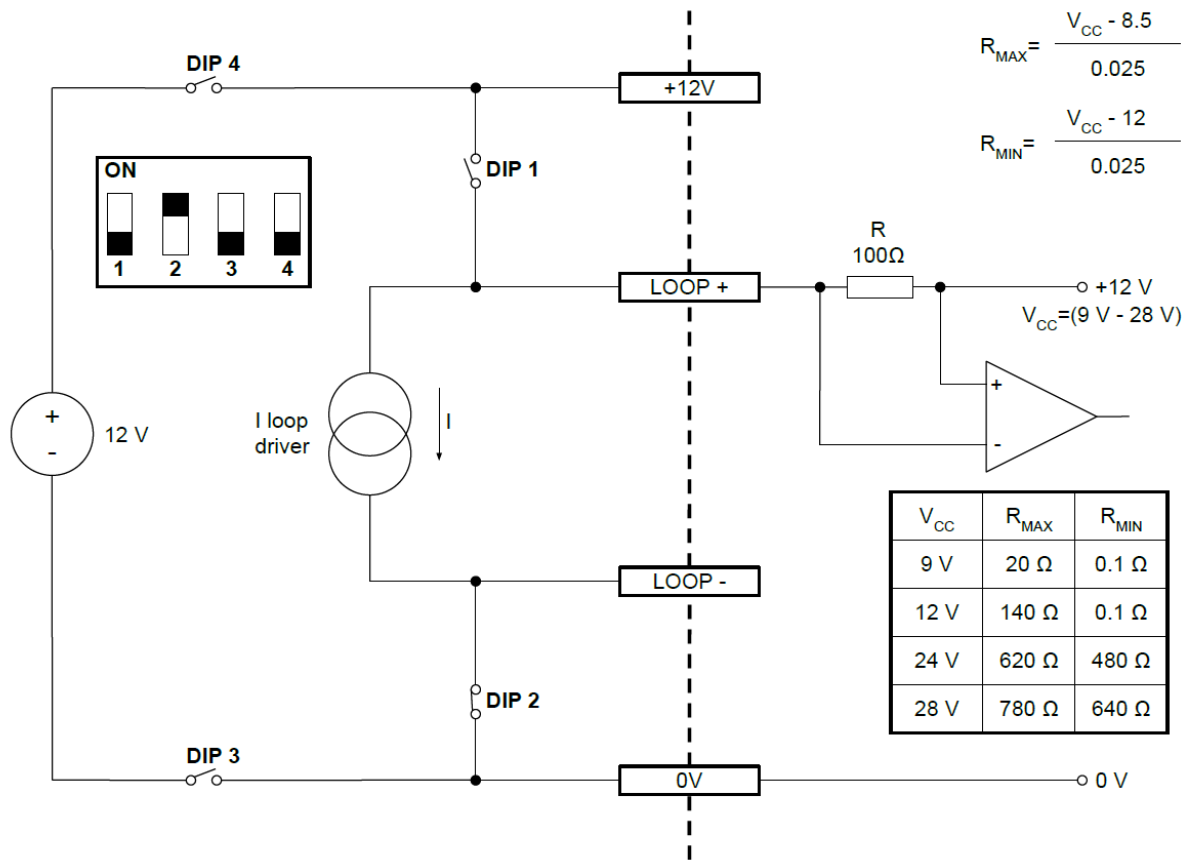 DIP 4
+12V
R_MAX = (V_CC - 8.5) / 0.025
R_MIN = (V_CC - 12) / 0.025
ON
1 2 3 4
DIP 1
R
100Ω
LOOP +
+12 V
V_CC=(9 V - 28 V)
+
-
12 V
I loop
driver
I
+
-
LOOP -
V_CC R_MAX R_MIN
9 V 20 Ω 0.1 Ω
12 V 140 Ω 0.1 Ω
24 V 620 Ω 480 Ω
28 V 780 Ω 640 Ω
DIP 2
DIP 3
0V
0 V